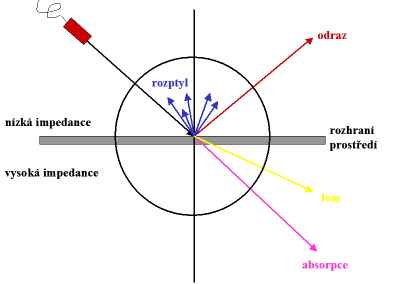 odraz
rozptyl
nízká impedance
rozhraní
prostředí
vysoká impedance
lom
absorpce